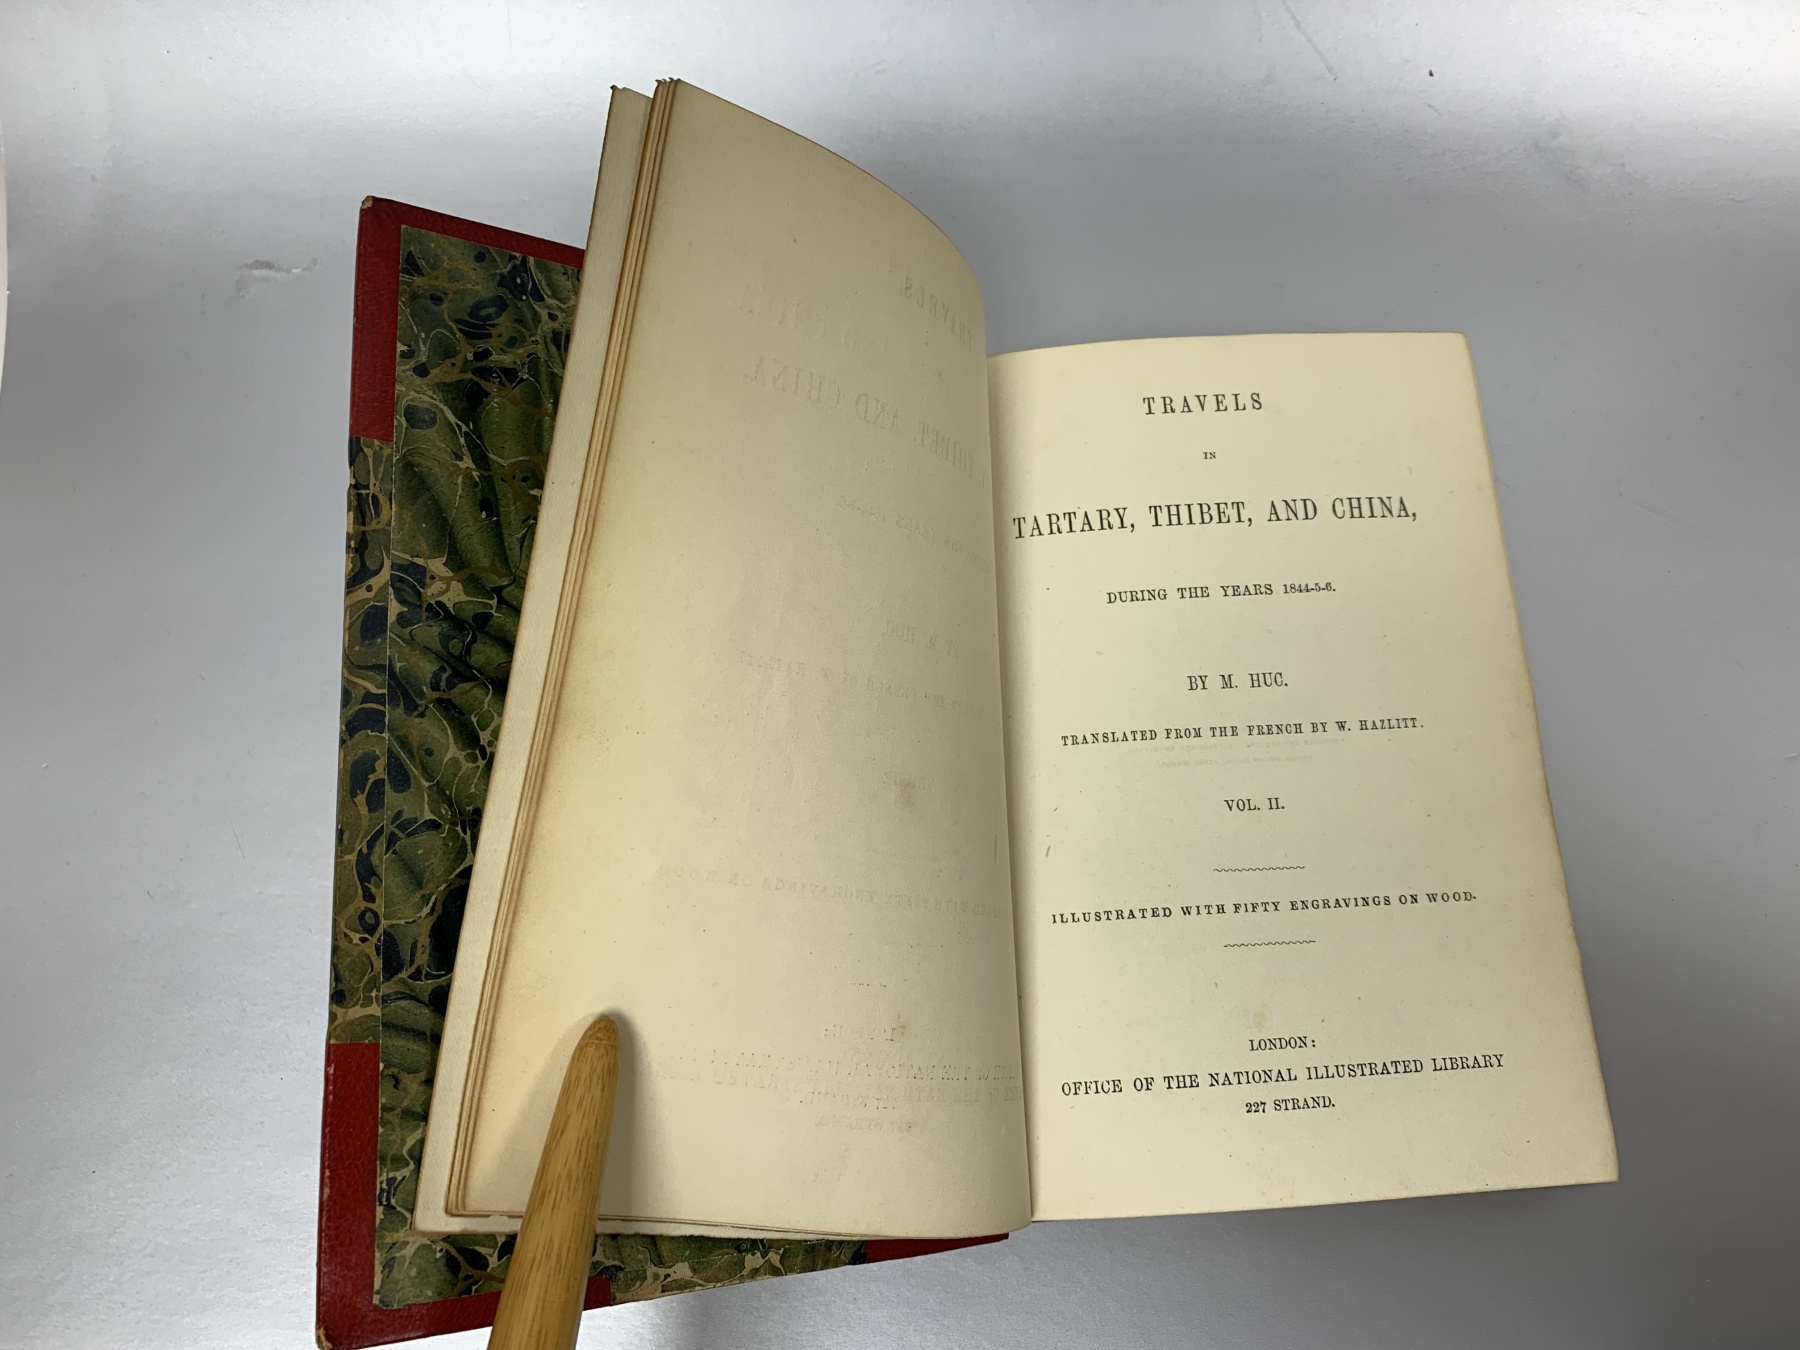 TRAVELS
IN
TARTARY, THIBET, AND CHINA,
DURING THE YEARS 1844-5-6.
BY M. HUC.
TRANSLATED FROM THE FRENCH BY W. HAZLITT.
VOL. II.
ILLUSTRATED WITH FIFTY ENGRAVINGS ON WOOD.
LONDON:
OFFICE OF THE NATIONAL ILLUSTRATED LIBRARY
227 STRAND.